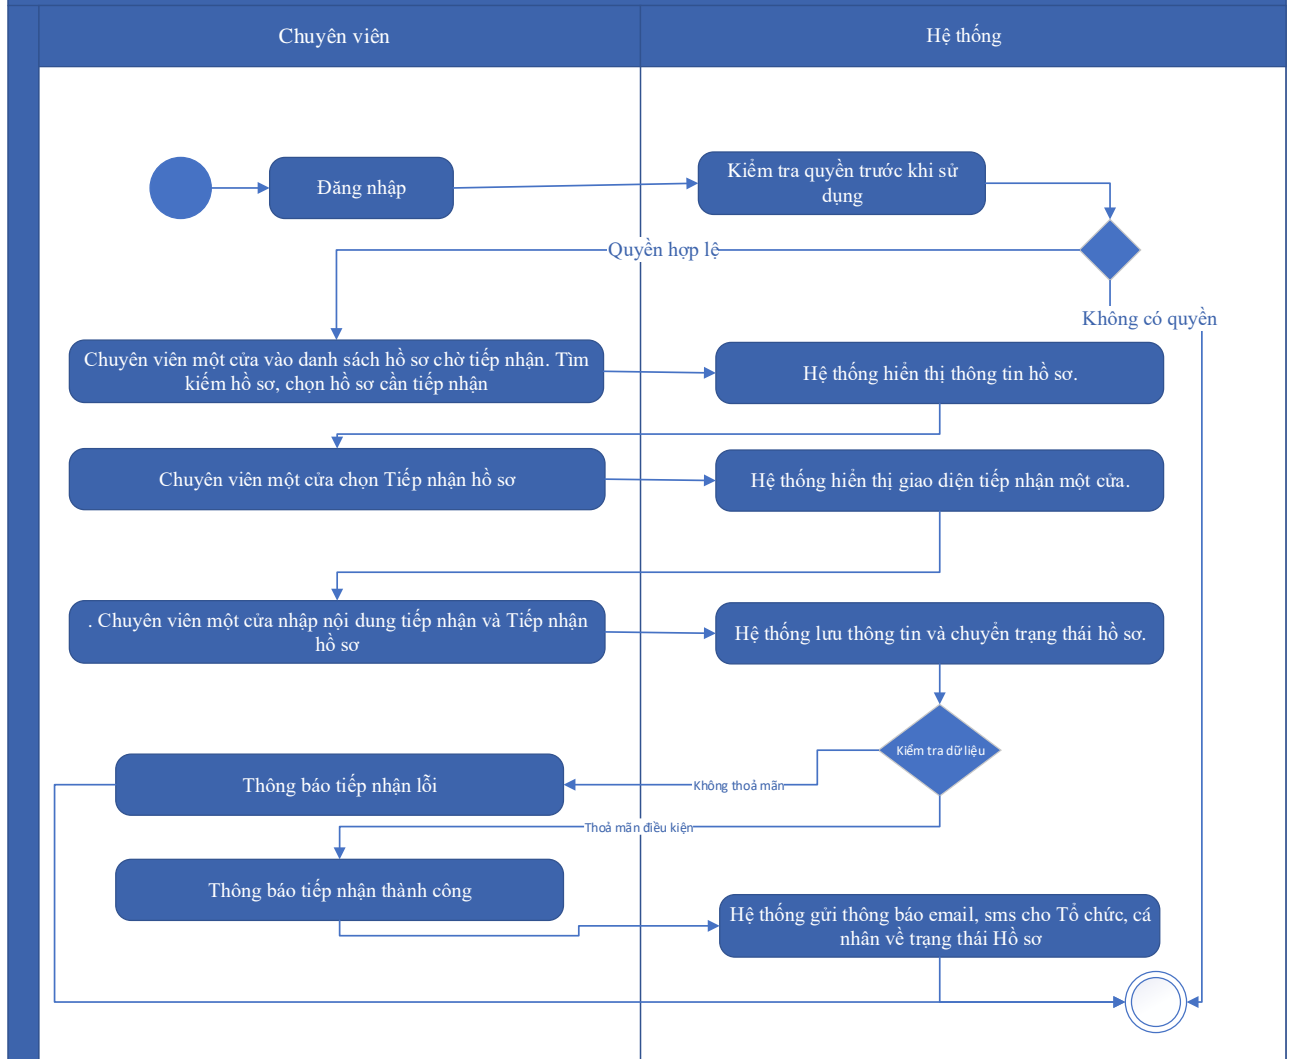 Chuyên viên
Hệ thống
Đăng nhập
Kiểm tra quyền trước khi sử
dụng
Quyền hợp lệ
Không có quyền
Chuyên viên một cửa vào danh sách hồ sơ chờ tiếp nhận. Tìm
kiếm hồ sơ, chọn hồ sơ cần tiếp nhận
Hệ thống hiển thị thông tin hồ sơ.
Chuyên viên một cửa chọn Tiếp nhận hồ sơ
Hệ thống hiển thị giao diện tiếp nhận một cửa.
. Chuyên viên một cửa nhập nội dung tiếp nhận và Tiếp nhận
hồ sơ
Hệ thống lưu thông tin và chuyển trạng thái hồ sơ.
Kiểm tra dữ liệu
Thông báo tiếp nhận lỗi
Không thoả mãn
Thoả mãn điều kiện
Thông báo tiếp nhận thành công
Hệ thống gửi thông báo email, sms cho Tổ chức, cá
nhân về trạng thái Hồ sơ